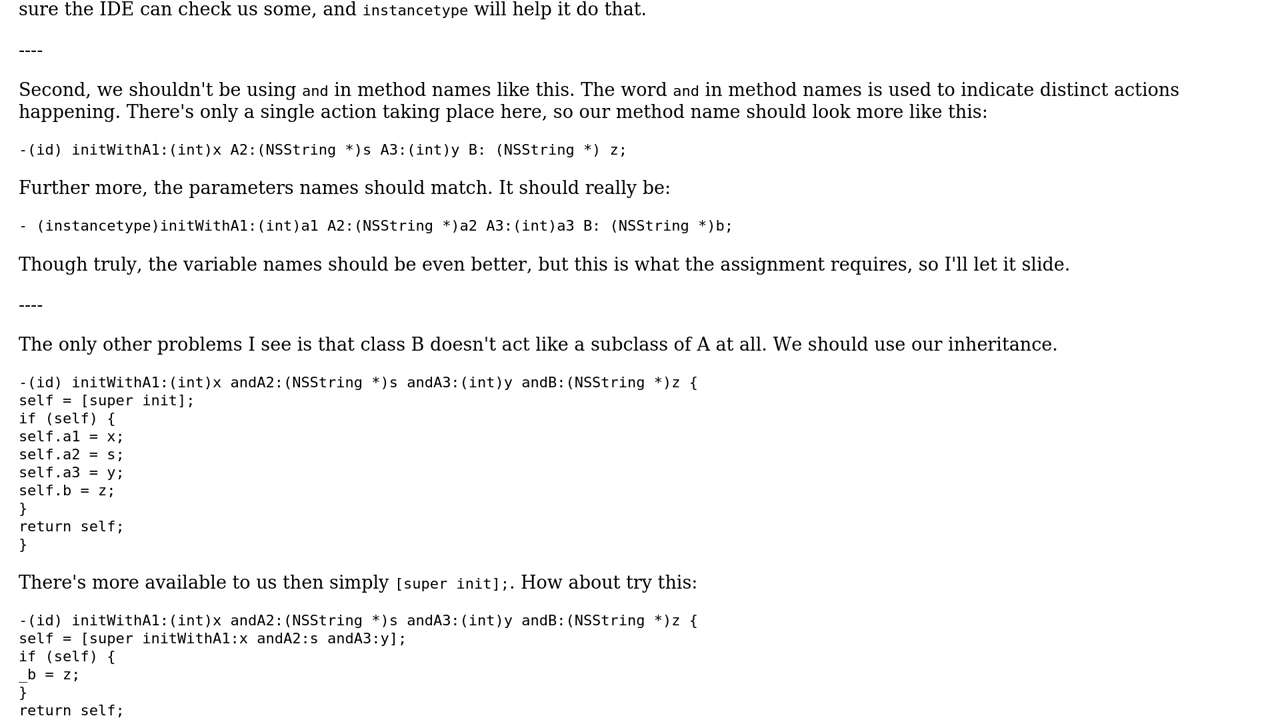 sure the IDE can check us some, and instancetype will help it do that.
----
Second, we shouldn't be using and in method names like this. The word and in method names is used to indicate distinct actions
happening. There's only a single action taking place here, so our method name should look more like this:
-(id) initWithA1:(int)x A2:(NSString *)s A3:(int)y B: (NSString *) z;
Further more, the parameters names should match. It should really be:
- (instancetype)initWithA1:(int)a1 A2:(NSString *)a2 A3:(int)a3 B: (NSString *)b;
Though truly, the variable names should be even better, but this is what the assignment requires, so I'll let it slide.
----
The only other problems I see is that class B doesn't act like a subclass of A at all. We should use our inheritance.
-(id) initWithA1:(int)x andA2:(NSString *)s andA3:(int)y andB:(NSString *)z {
self = [super init];
if (self) {
self.a1 = x;
self.a2 = s;
self.a3 = y;
self.b = z;
}
return self;
}
There's more available to us then simply [super init];. How about try this:
-(id) initWithA1:(int)x andA2:(NSString *)s andA3:(int)y andB:(NSString *)z {
self = [super initWithA1:x andA2:s andA3:y];
if (self) {
_b = z;
}
return self;